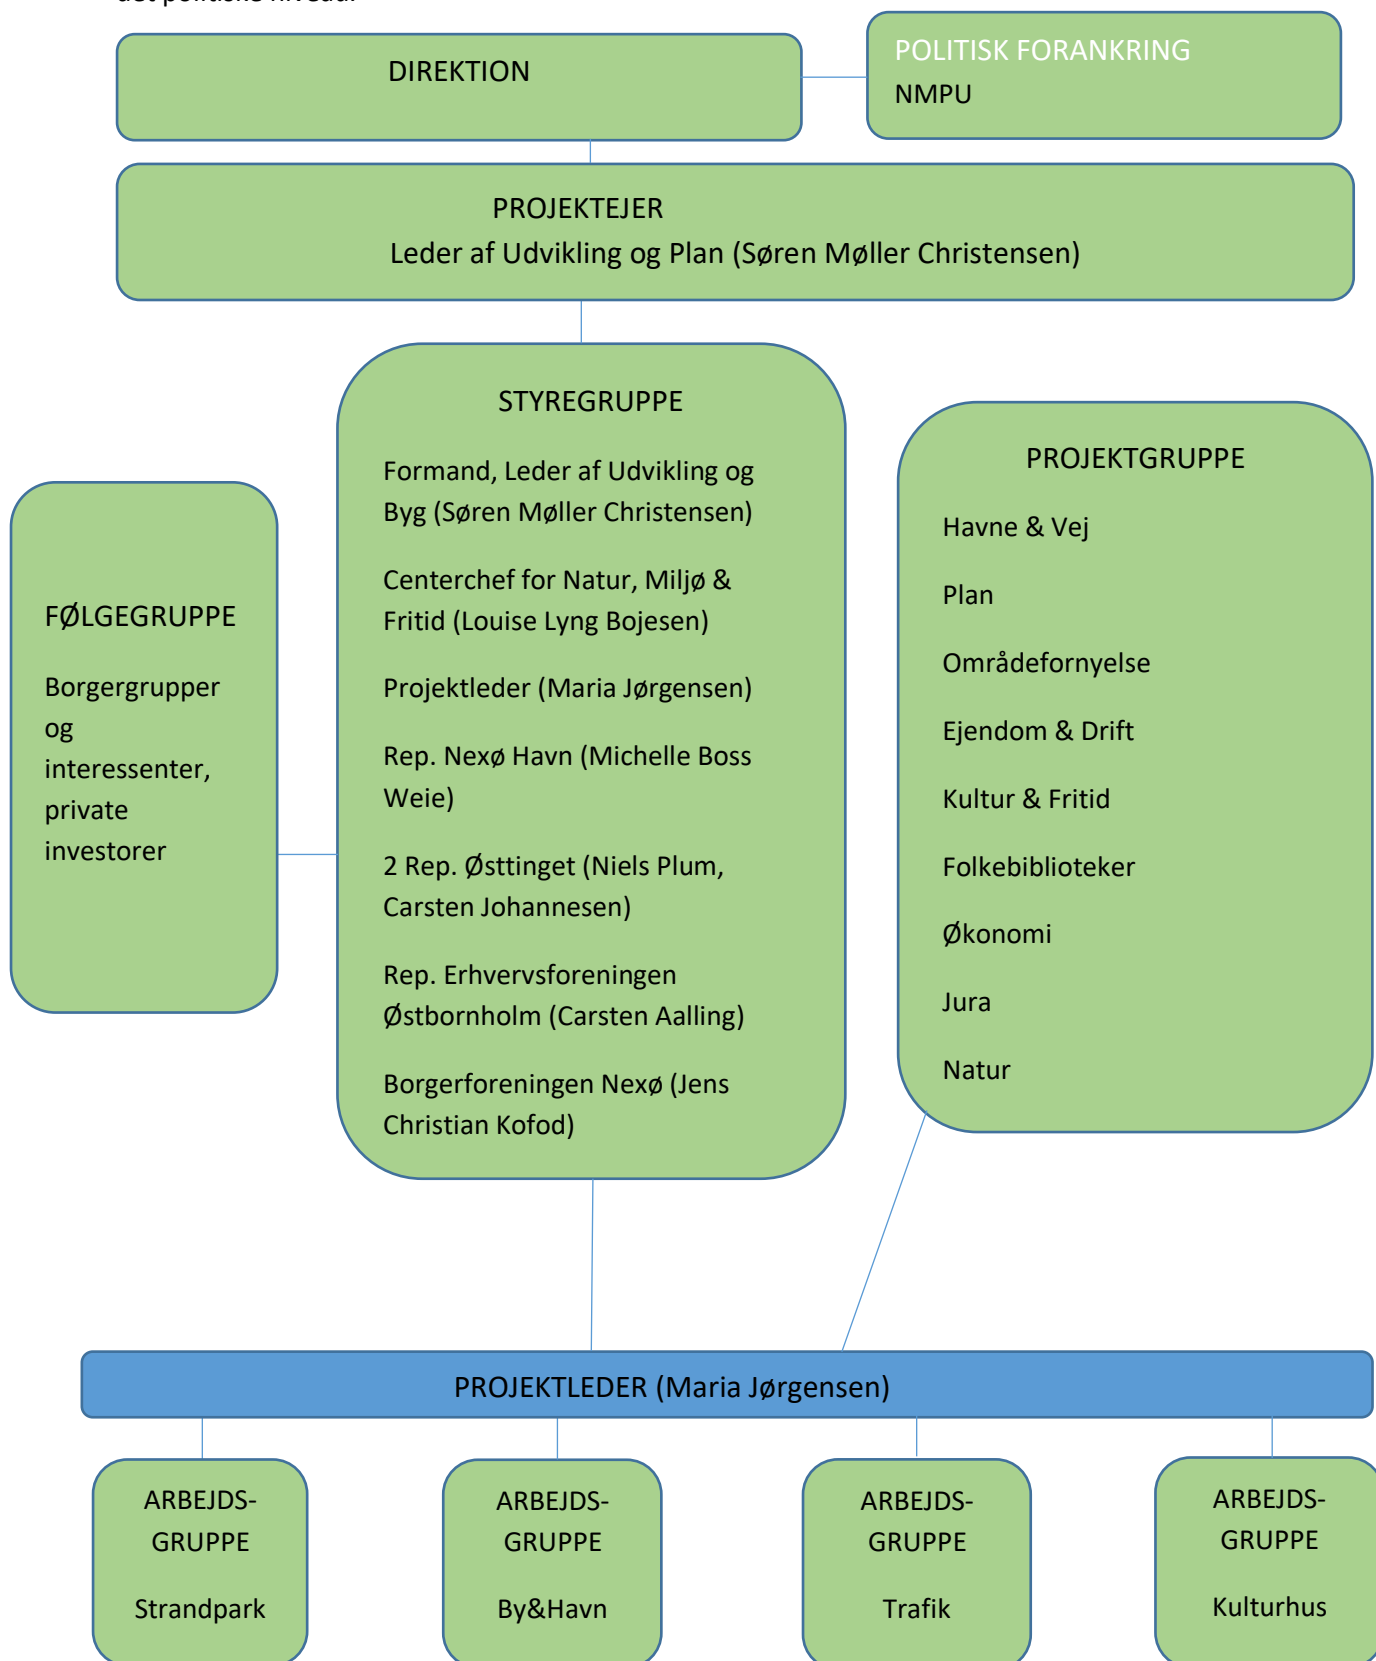 det politiske niveau.
DIREKTION
POLITISK FORANKRING
NMPU
PROJEKTEJER
Leder af Udvikling og Plan (Søren Møller Christensen)
STYREGRUPPE
Formand, Leder af Udvikling og
Byg (Søren Møller Christensen)
Centerchef for Natur, Miljø &
Fritid (Louise Lyng Bojesen)
Projektleder (Maria Jørgensen)
Rep. Nexø Havn (Michelle Boss
Weie)
2 Rep. Østtinget (Niels Plum,
Carsten Johannesen)
Rep. Erhvervsforeningen
Østbornholm (Carsten Aalling)
Borgerforeningen Nexø (Jens
Christian Kofod)
PROJEKTGRUPPE
Havne & Vej
Plan
Områdefornyelse
Ejendom & Drift
Kultur & Fritid
Folkebiblioteker
Økonomi
Jura
Natur
FØLGEGRUPPE
Borgergrupper
og
interessenter,
private
investorer
PROJEKTLEDER (Maria Jørgensen)
ARBEJDS-
GRUPPE
Strandpark
ARBEJDS-
GRUPPE
By&Havn
ARBEJDS-
GRUPPE
Trafik
ARBEJDS-
GRUPPE
Kulturhus